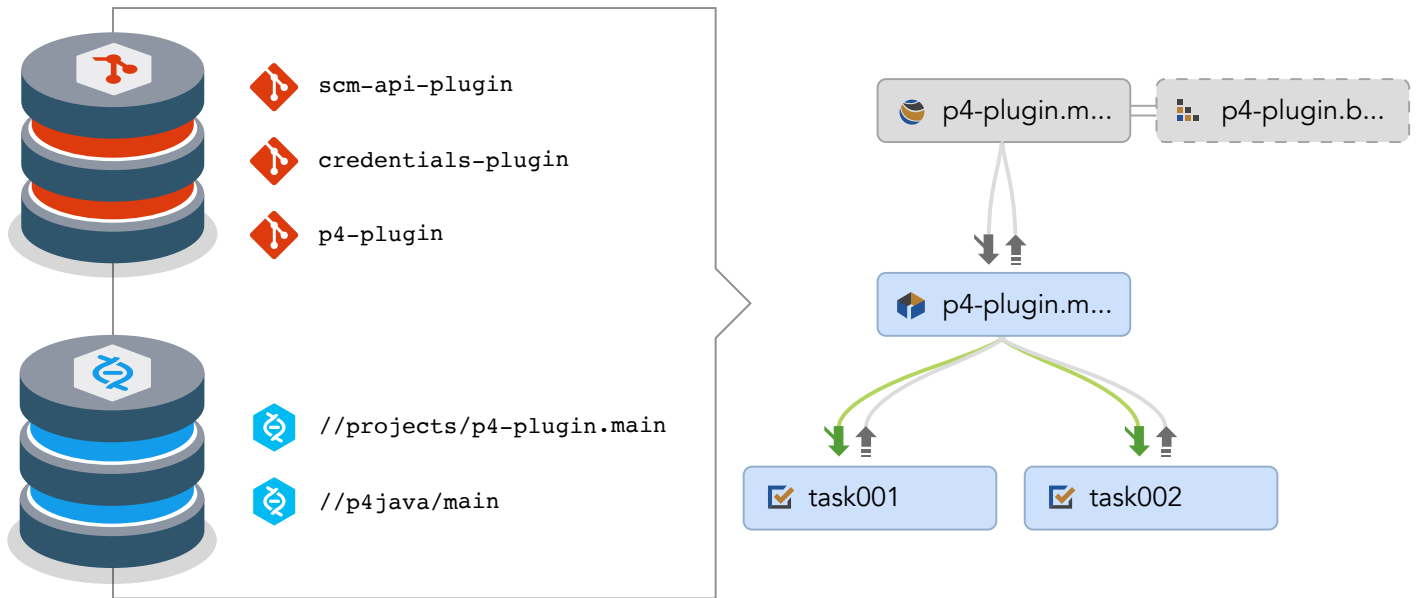 scm-api-plugin
credentials-plugin
p4-plugin
//projects/p4-plugin.main
//p4java/main
p4-plugin.m...
p4-plugin.b...
p4-plugin.m...
task001
task002